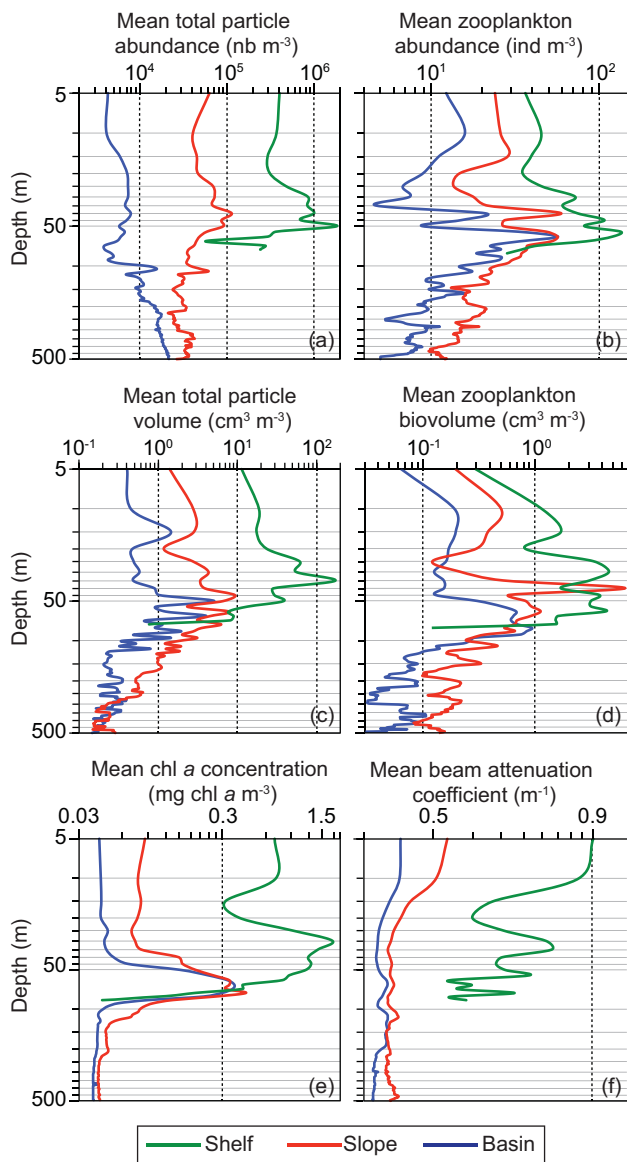 Mean total particle
abundance (nb m⁻³)
10⁴ 10⁵ 10⁶
Mean zooplankton
abundance (ind m⁻³)
10¹ 10²
5
50
500
Depth (m)
(a)
(b)
Mean total particle
volume (cm³ m⁻³)
10⁻¹ 10⁰ 10¹ 10²
Mean zooplankton
biovolume (cm³ m⁻³)
10⁻¹ 10⁰
5
50
500
Depth (m)
(c)
(d)
Mean chl a concentration
(mg chl a m⁻³)
0.03 0.3 1.5
Mean beam attenuation
coefficient (m⁻¹)
0.5 0.9
5
50
500
Depth (m)
(e)
(f)
Shelf Slope Basin